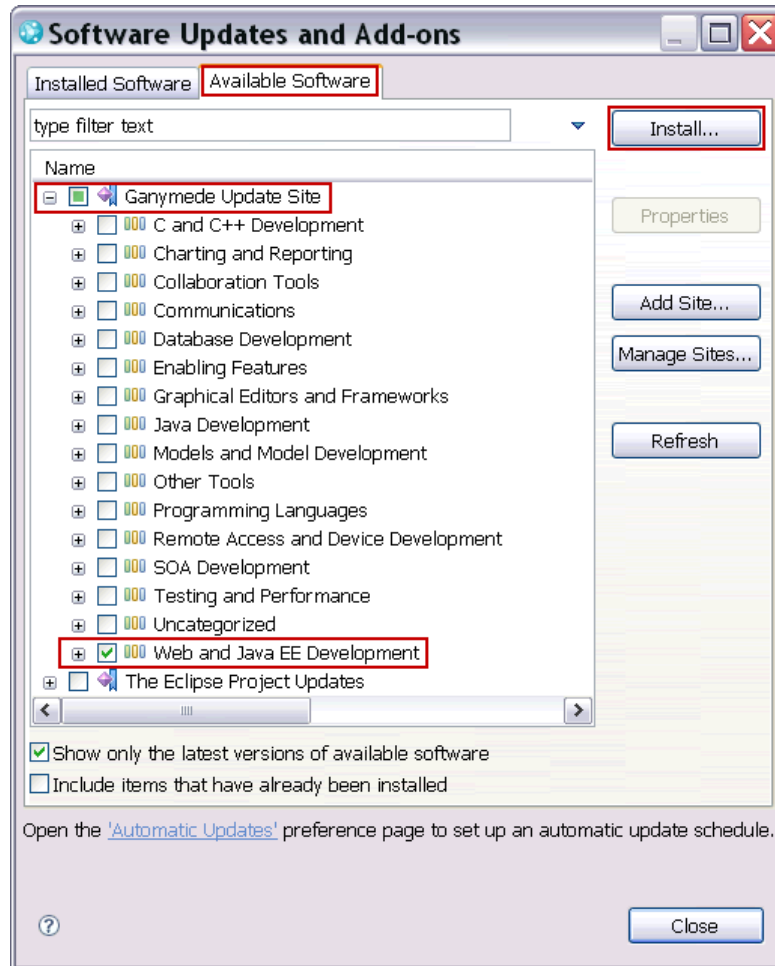 Software Updates and Add-ons
Installed Software
Available Software
type filter text
Install...
Name
Ganymede Update Site
Properties
C and C++ Development
Charting and Reporting
Collaboration Tools
Add Site...
Communications
Database Development
Manage Sites...
Enabling Features
Graphical Editors and Frameworks
Java Development
Refresh
Models and Model Development
Other Tools
Programming Languages
Remote Access and Device Development
SOA Development
Testing and Performance
Uncategorized
Web and Java EE Development
The Eclipse Project Updates
Show only the latest versions of available software
Include items that have already been installed
Open the 'Automatic Updates' preference page to set up an automatic update schedule.
?
Close